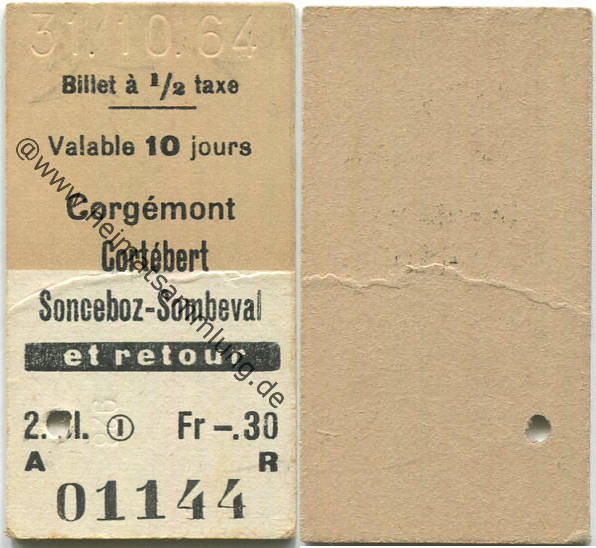 31.10.64
Billet à 1/2 taxe
Valable 10 jours
Corgémont
Cortébert
Sonceboz-Sombeval
et retour
2. Cl. 1 Fr -.30
A R
01144
@www.heimatsammlung.de